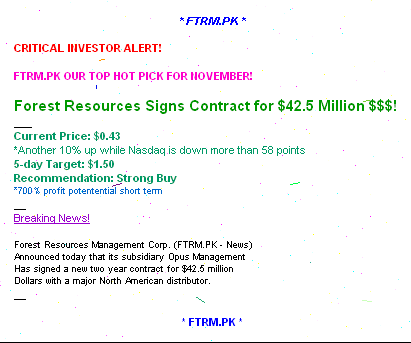 *FTRM.PK *
CRITICAL INVESTOR ALERT!
FTRM.PK OUR TOP HOT PICK FOR NOVEMBER!
Forest Resources Signs Contract for $42.5 Million $$$!
Current Price: $0.43
*Another 10% up while Nasdaq is down more than 58 points
5-day Target: $1.50
Recommendation: Strong Buy
*700% profit potentential short term
Breaking News!
Forest Resources Management Corp. (FTRM.PK - News)
Announced today that its subsidiary Opus Management
Has signed a new two year contract for $42.5 million
Dollars with a major North American distributor.
* FTRM.PK *